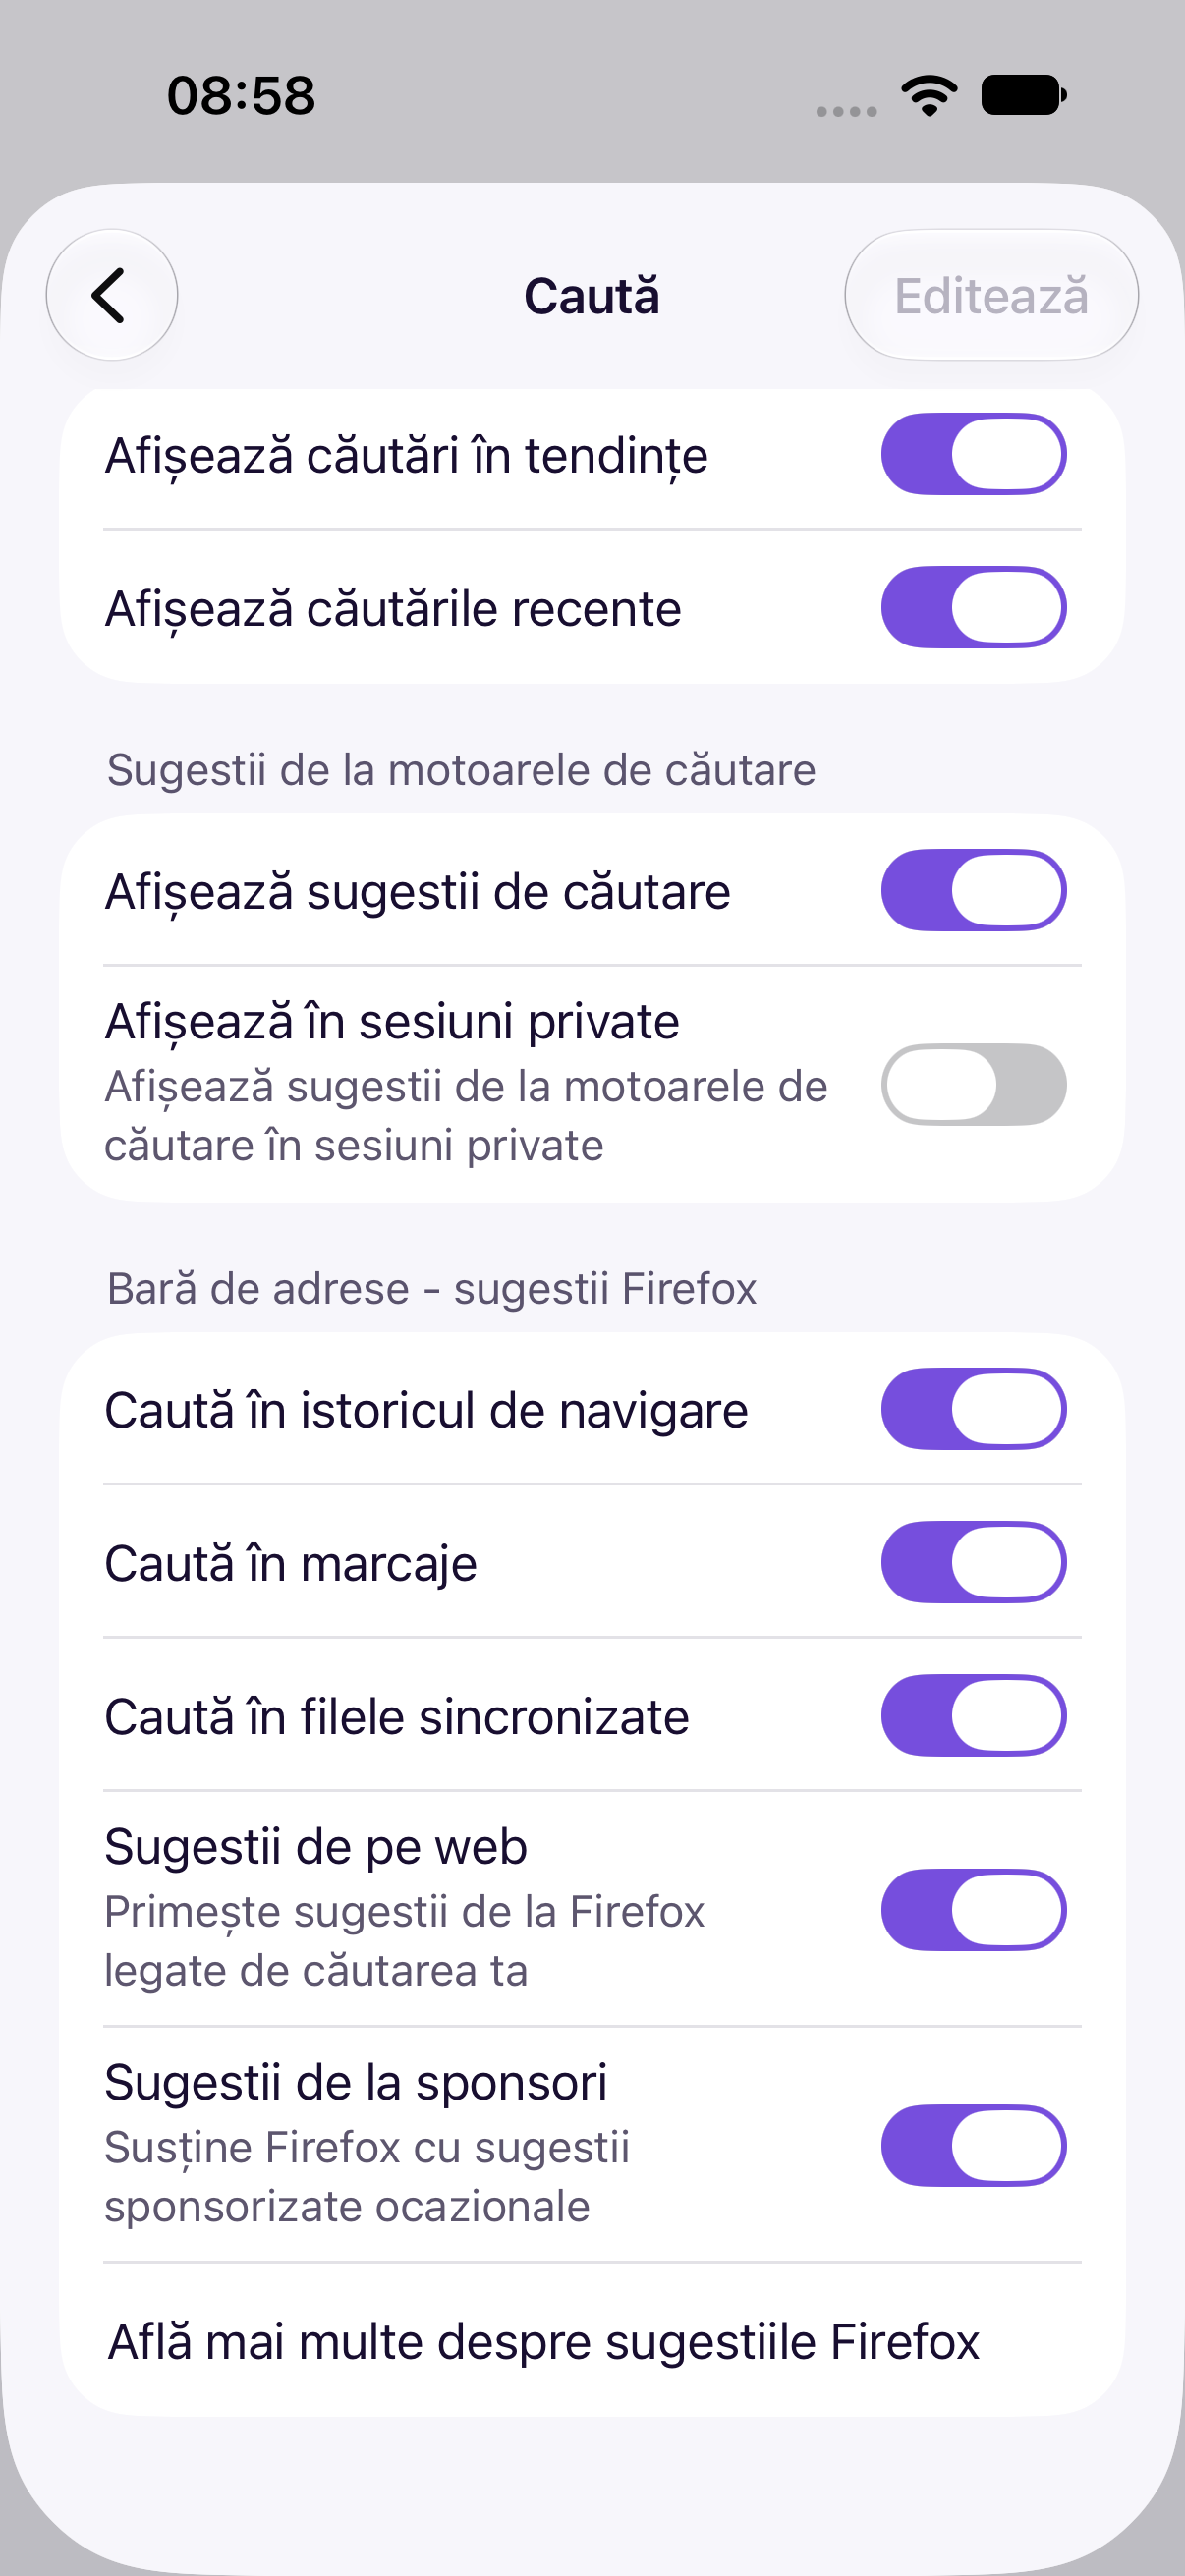 08:58
Caută
Editează
Afișează căutări în tendințe
Afișează căutările recente
Sugestii de la motoarele de căutare
Afișează sugestii de căutare
Afișează în sesiuni private
Afișează sugestii de la motoarele de
căutare în sesiuni private
Bară de adrese - sugestii Firefox
Caută în istoricul de navigare
Caută în marcaje
Caută în filele sincronizate
Sugestii de pe web
Primește sugestii de la Firefox
legate de căutarea ta
Sugestii de la sponsori
Susține Firefox cu sugestii
sponsorizate ocazionale
Află mai multe despre sugestiile Firefox